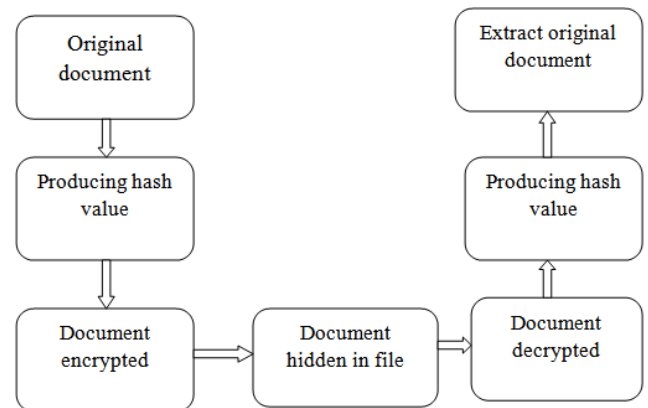 Original
document
Producing hash
value
Document
encrypted
Document
hidden in file
Document
decrypted
Producing hash
value
Extract original
document